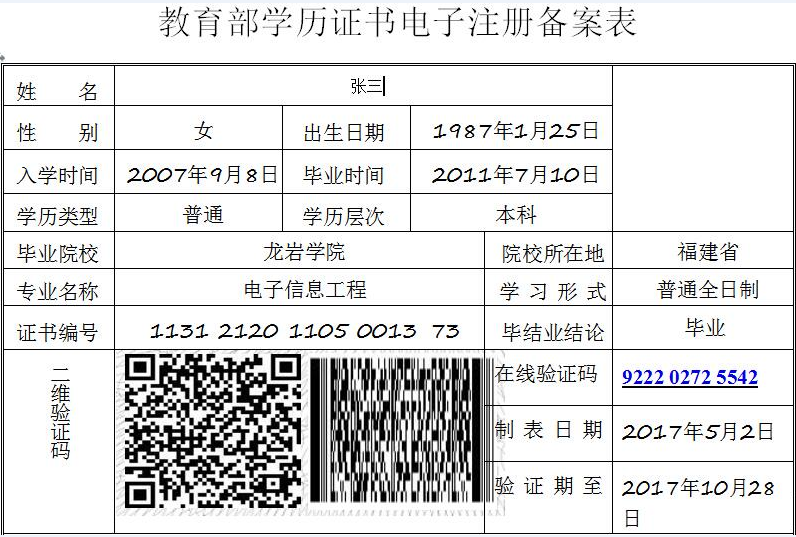 教育部学历证书电子注册备案表
姓 名 张三
性 别 女 出生日期 1987年1月25日
入学时间 2007年9月8日 毕业时间 2011年7月10日
学历类型 普通 学历层次 本科
毕业院校 龙岩学院 院校所在地 福建省
专业名称 电子信息工程 学习形式 普通全日制
证书编号 1131 2120 1105 0013 73 毕结业结论 毕业
二维验证码
在线验证码 9222 0272 5542
制表日期 2017年5月2日
验证期至 2017年10月28
日